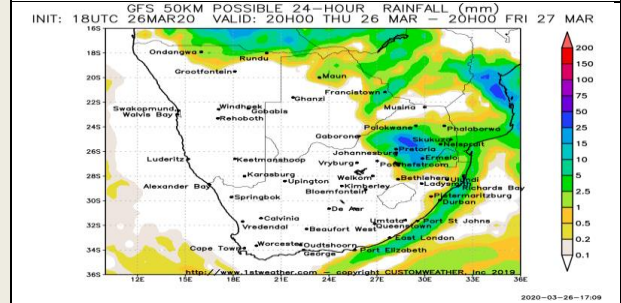 GFS 50KM POSSIBLE 24-HOUR RAINFALL (mm)
INIT: 18UTC 26MAR20 VALID: 20H00 THU 26 MAR – 20H00 FRI 27 MAR
16S
18S
20S
22S
24S
26S
28S
30S
32S
34S
36S
Ondangwa
Rundu
Grootfontein
Maun
Francistown
Ghanzi
Musina
Swakopmund
Windhoek
Gobabis
Walvis Bay
Rehoboth
Polokwane
Phalaborwa
Gaborone
Skukuza
Nelspruit
Johannesburg
Pretoria
Luderitz
Keetmanshoop
Vryburg
Potchefstroom
Ermelo
Karasburg
Upington
Welkom
Bethlehem
Ulundi
Alexander Bay
Kimberley
Ladysmith
Richards Bay
Springbok
Bloemfontein
Pietermaritzburg
Durban
De Aar
Calvinia
Vredendal
Umtata
Port St Johns
Beaufort West
Queenstown
East London
Cape Town
Worcester
Oudtshoorn
George
Port Elizabeth
http://www.1stweather.com – copyright CUSTOMWEATHER, inc 2019
12E 15E 18E 21E 24E 27E 30E 33E 36E
200
150
100
75
50
25
20
15
10
5
2.5
1
0.5
0.2
0.1
2020-03-26-17:09